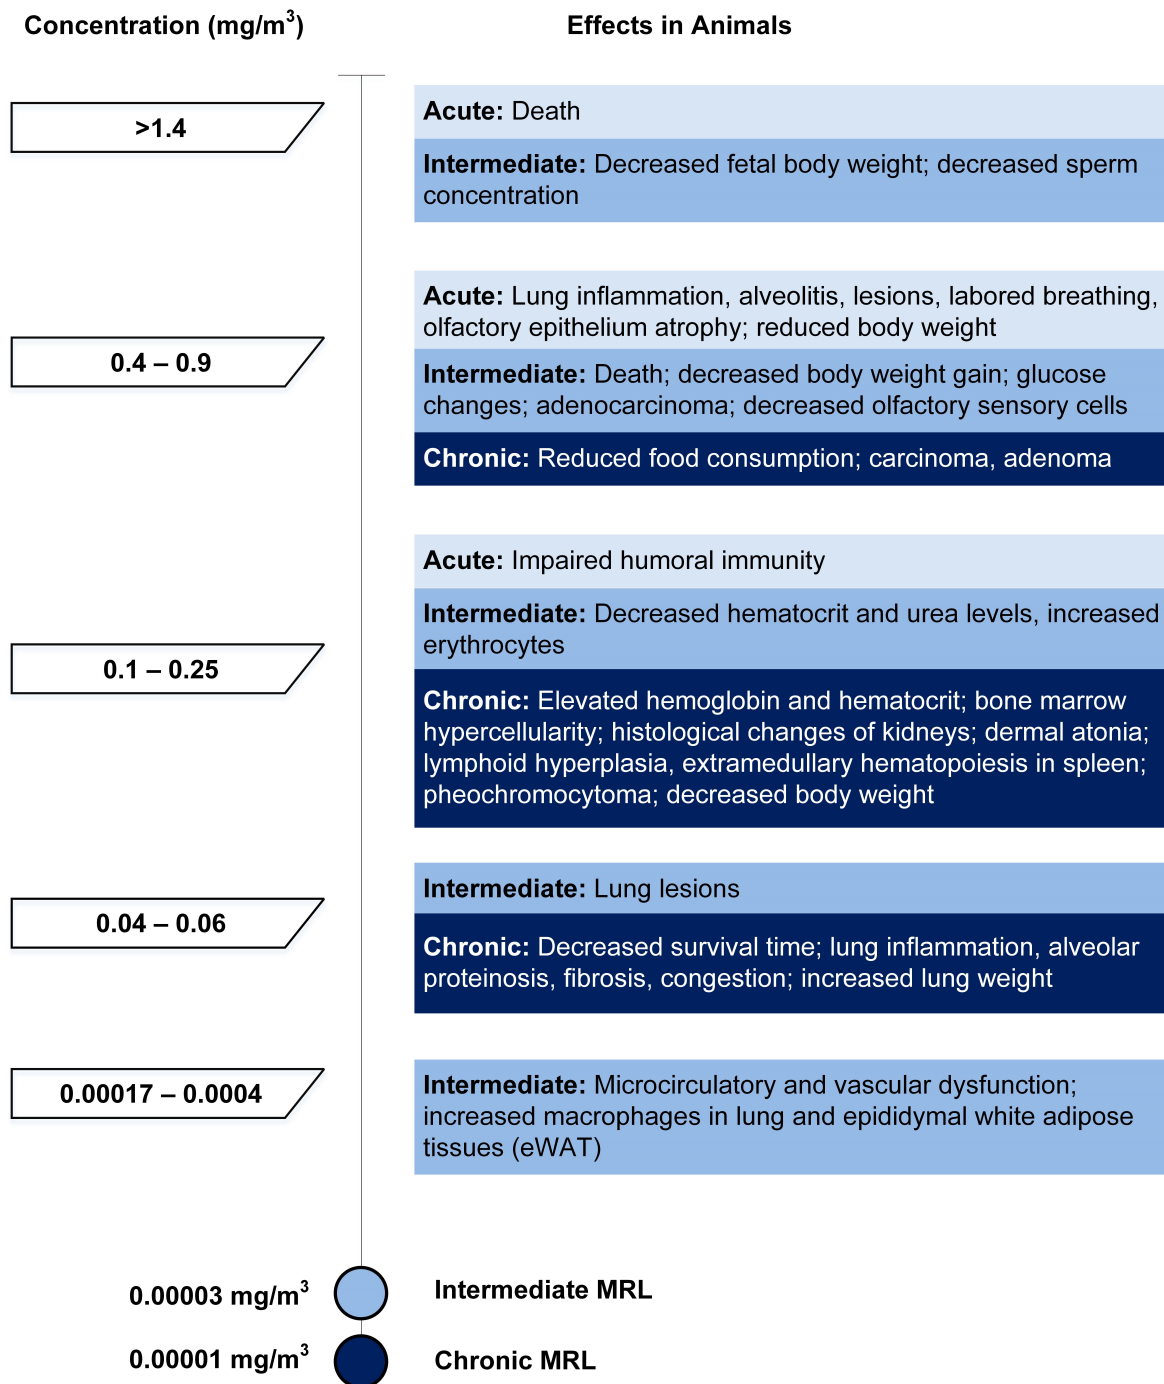 Concentration (mg/m³)
Effects in Animals
>1.4
Acute: Death
Intermediate: Decreased fetal body weight; decreased sperm
concentration
0.4 – 0.9
Acute: Lung inflammation, alveolitis, lesions, labored breathing,
olfactory epithelium atrophy; reduced body weight
Intermediate: Death; decreased body weight gain; glucose
changes; adenocarcinoma; decreased olfactory sensory cells
Chronic: Reduced food consumption; carcinoma, adenoma
0.1 – 0.25
Acute: Impaired humoral immunity
Intermediate: Decreased hematocrit and urea levels, increased
erythrocytes
Chronic: Elevated hemoglobin and hematocrit; bone marrow
hypercellularity; histological changes of kidneys; dermal atonia;
lymphoid hyperplasia, extramedullary hematopoiesis in spleen;
pheochromocytoma; decreased body weight
0.04 – 0.06
Intermediate: Lung lesions
Chronic: Decreased survival time; lung inflammation, alveolar
proteinosis, fibrosis, congestion; increased lung weight
0.00017 – 0.0004
Intermediate: Microcirculatory and vascular dysfunction;
increased macrophages in lung and epididymal white adipose
tissues (eWAT)
0.00003 mg/m³
Intermediate MRL
0.00001 mg/m³
Chronic MRL